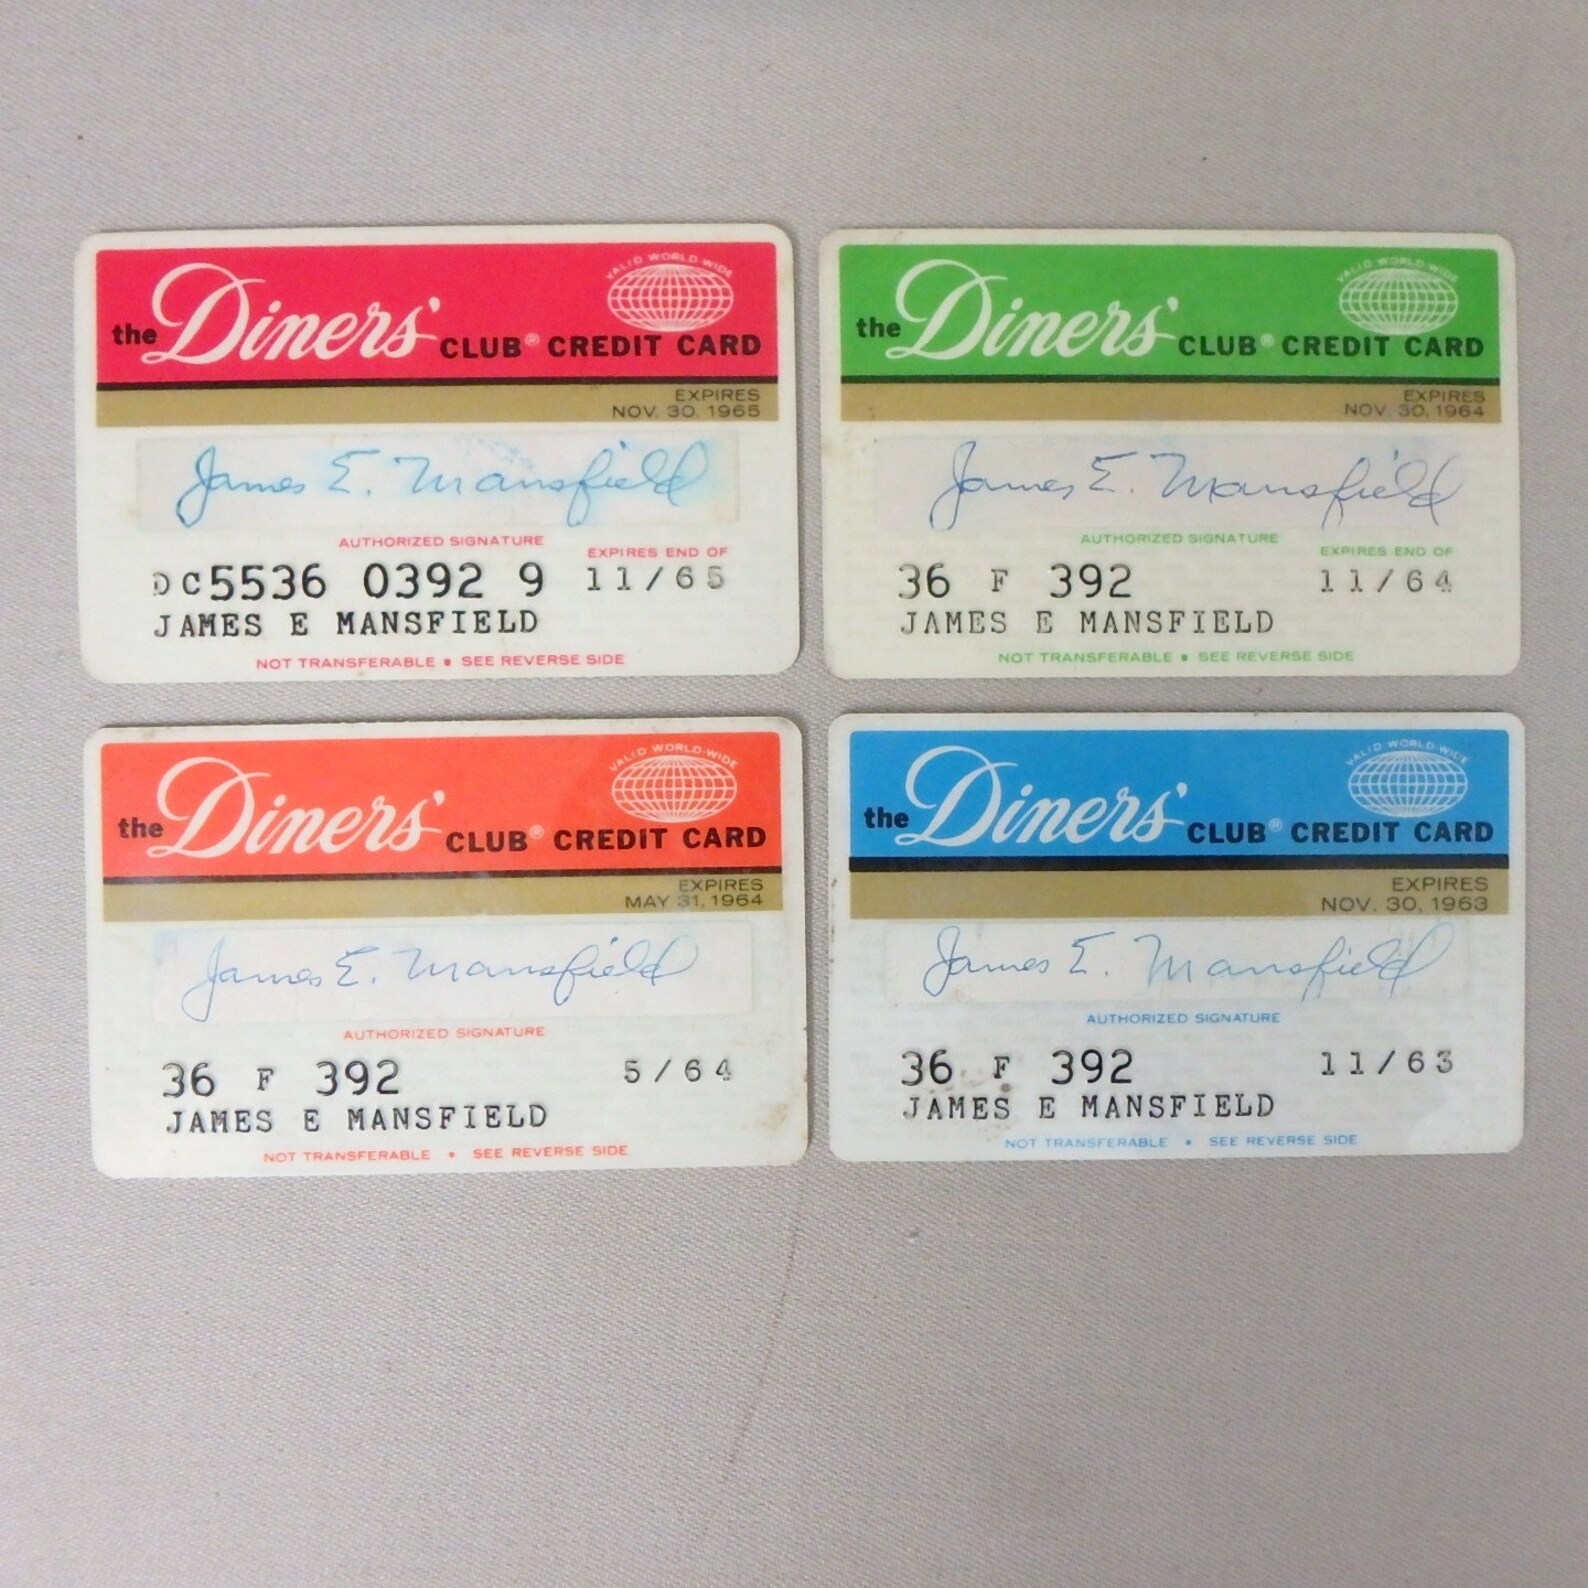 VALID WORLD-WIDE
the Diners' CLUB® CREDIT CARD
EXPIRES
NOV. 30, 1965
James E. Mansfield
AUTHORIZED SIGNATURE
EXPIRES END OF
DC5536 0392 9 11/65
JAMES E MANSFIELD
NOT TRANSFERABLE ▪ SEE REVERSE SIDE
VALID WORLD-WIDE
the Diners' CLUB® CREDIT CARD
EXPIRES
NOV. 30, 1964
James E. Mansfield
AUTHORIZED SIGNATURE
EXPIRES END OF
36 F 392 11/64
JAMES E MANSFIELD
NOT TRANSFERABLE ▪ SEE REVERSE SIDE
VALID WORLD-WIDE
the Diners' CLUB® CREDIT CARD
EXPIRES
MAY 31, 1964
James E. Mansfield
AUTHORIZED SIGNATURE
36 F 392 5/64
JAMES E MANSFIELD
NOT TRANSFERABLE ▪ SEE REVERSE SIDE
VALID WORLD-WIDE
the Diners' CLUB® CREDIT CARD
EXPIRES
NOV. 30, 1963
James E. Mansfield
AUTHORIZED SIGNATURE
36 F 392 11/63
JAMES E MANSFIELD
NOT TRANSFERABLE ▪ SEE REVERSE SIDE